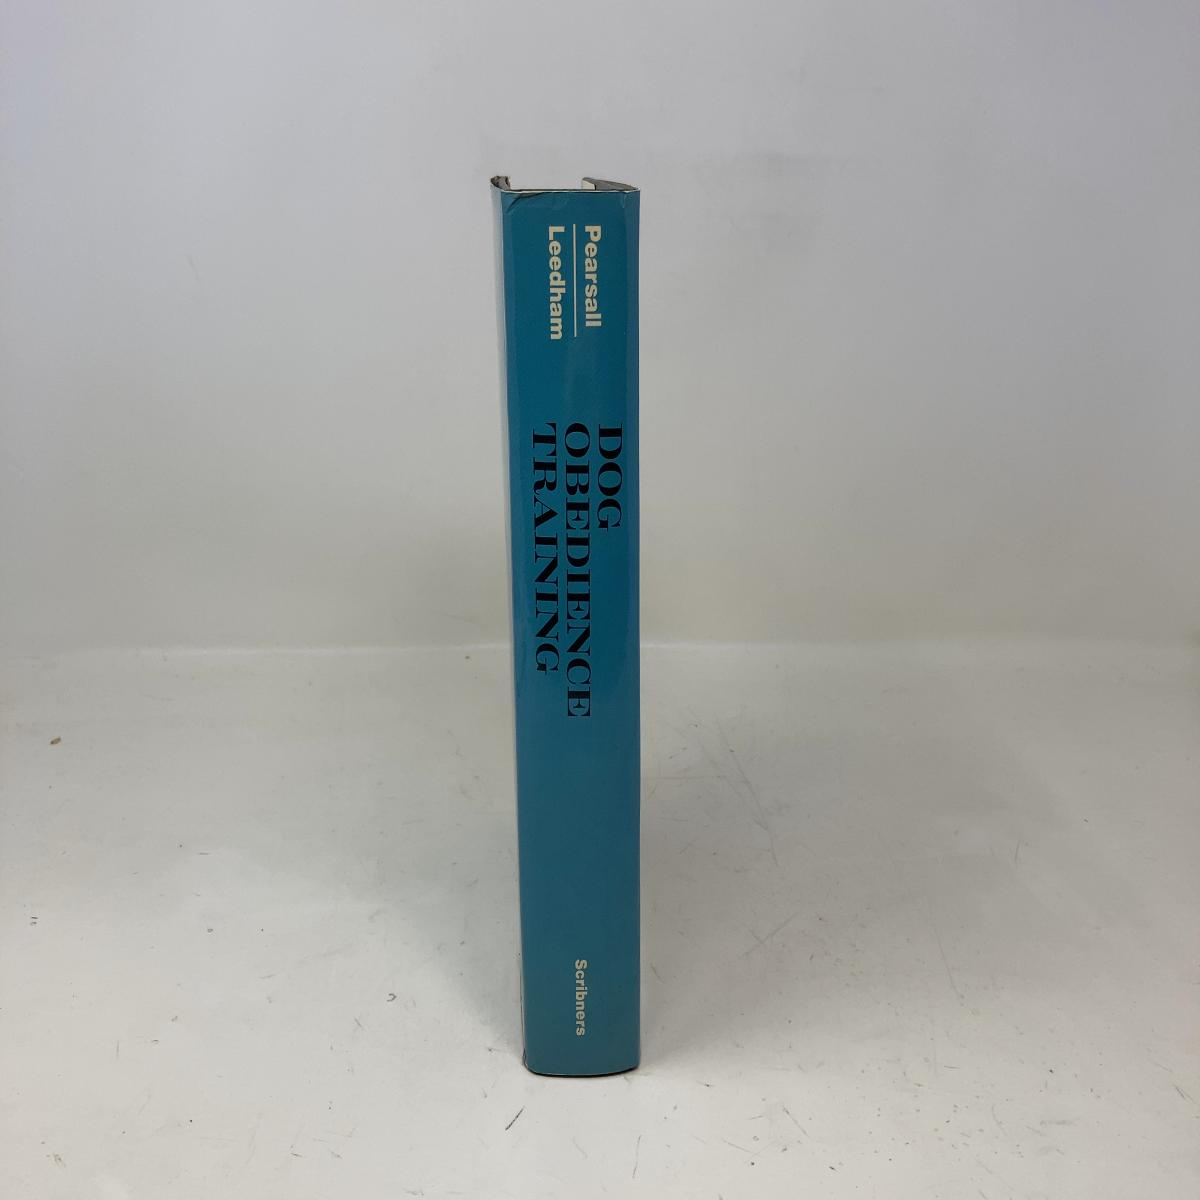 Pearsall
Leedham
DOG
OBEDIENCE
TRAINING
Scribners